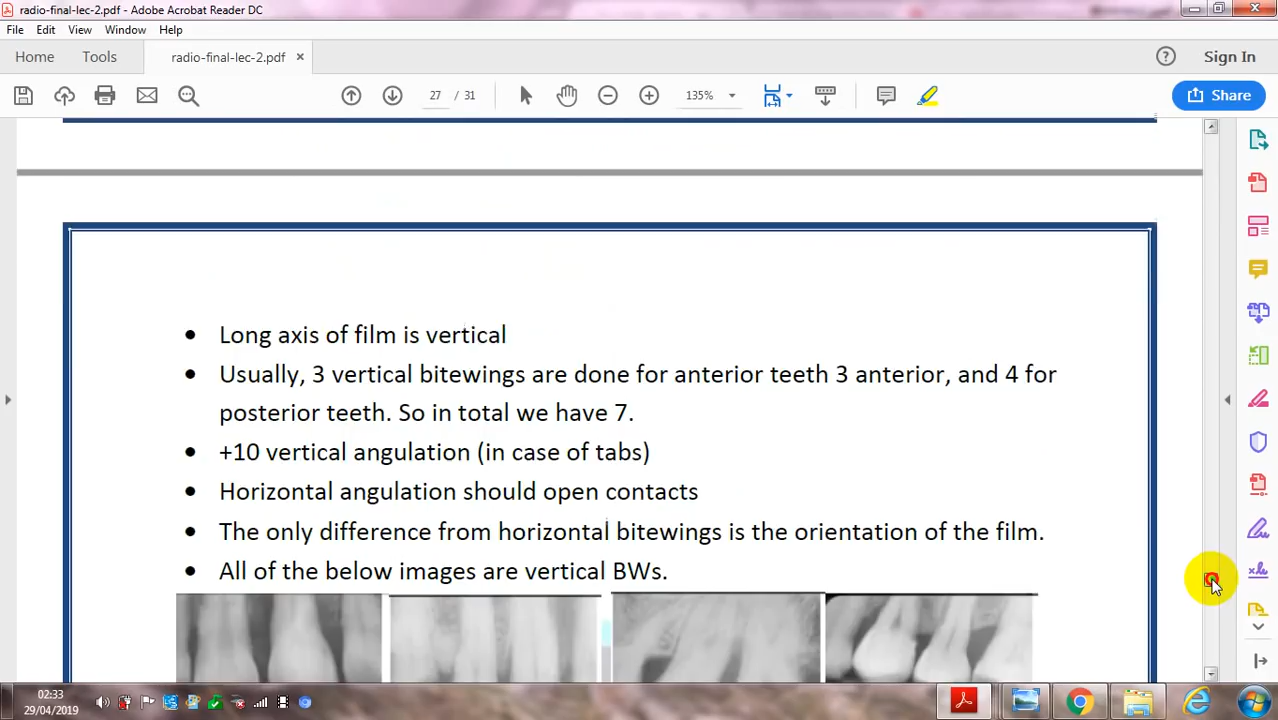 radio-final-lec-2.pdf - Adobe Acrobat Reader DC
File Edit View Window Help
Home Tools radio-final-lec-2.pdf × ? Sign In
27 / 31 135% Share
• Long axis of film is vertical
• Usually, 3 vertical bitewings are done for anterior teeth 3 anterior, and 4 for
posterior teeth. So in total we have 7.
• +10 vertical angulation (in case of tabs)
• Horizontal angulation should open contacts
• The only difference from horizontal bitewings is the orientation of the film.
• All of the below images are vertical BWs.
02:33
29/04/2019